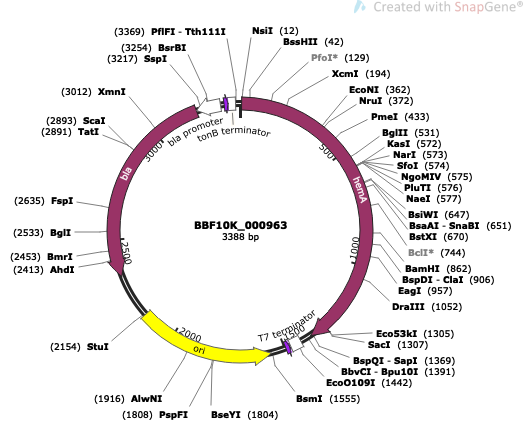 Created with SnapGene®
(3369) PflFI - Tth111I
NsiI (12)
(3254) BsrBI
BssHII (42)
(3217) SspI
PfoI* (129)
XcmI (194)
(3012) XmnI
EcoNI (362)
NruI (372)
(2893) ScaI
PmeI (433)
(2891) TatI
BglII (531)
KasI (572)
NarI (573)
SfoI (574)
NgoMIV (575)
PluTI (576)
NaeI (577)
(2635) FspI
BsiWI (647)
BsaAI - SnaBI (651)
BstXI (670)
(2533) BglI
BclI* (744)
(2453) BmrI
BamHI (862)
(2413) AhdI
BspDI - ClaI (906)
EagI (957)
DraIII (1052)
(2154) StuI
Eco53kI (1305)
SacI (1307)
BspQI - SapI (1369)
BbvCI - Bpu10I (1391)
EcoO109I (1442)
(1916) AlwNI
BsmI (1555)
(1808) PspFI
BseYI (1804)
bla promoter
tonB terminator
bla
hemA
T7 terminator
ori
500
1000
1500
2000
2500
3000
BBF10K_000963
3388 bp